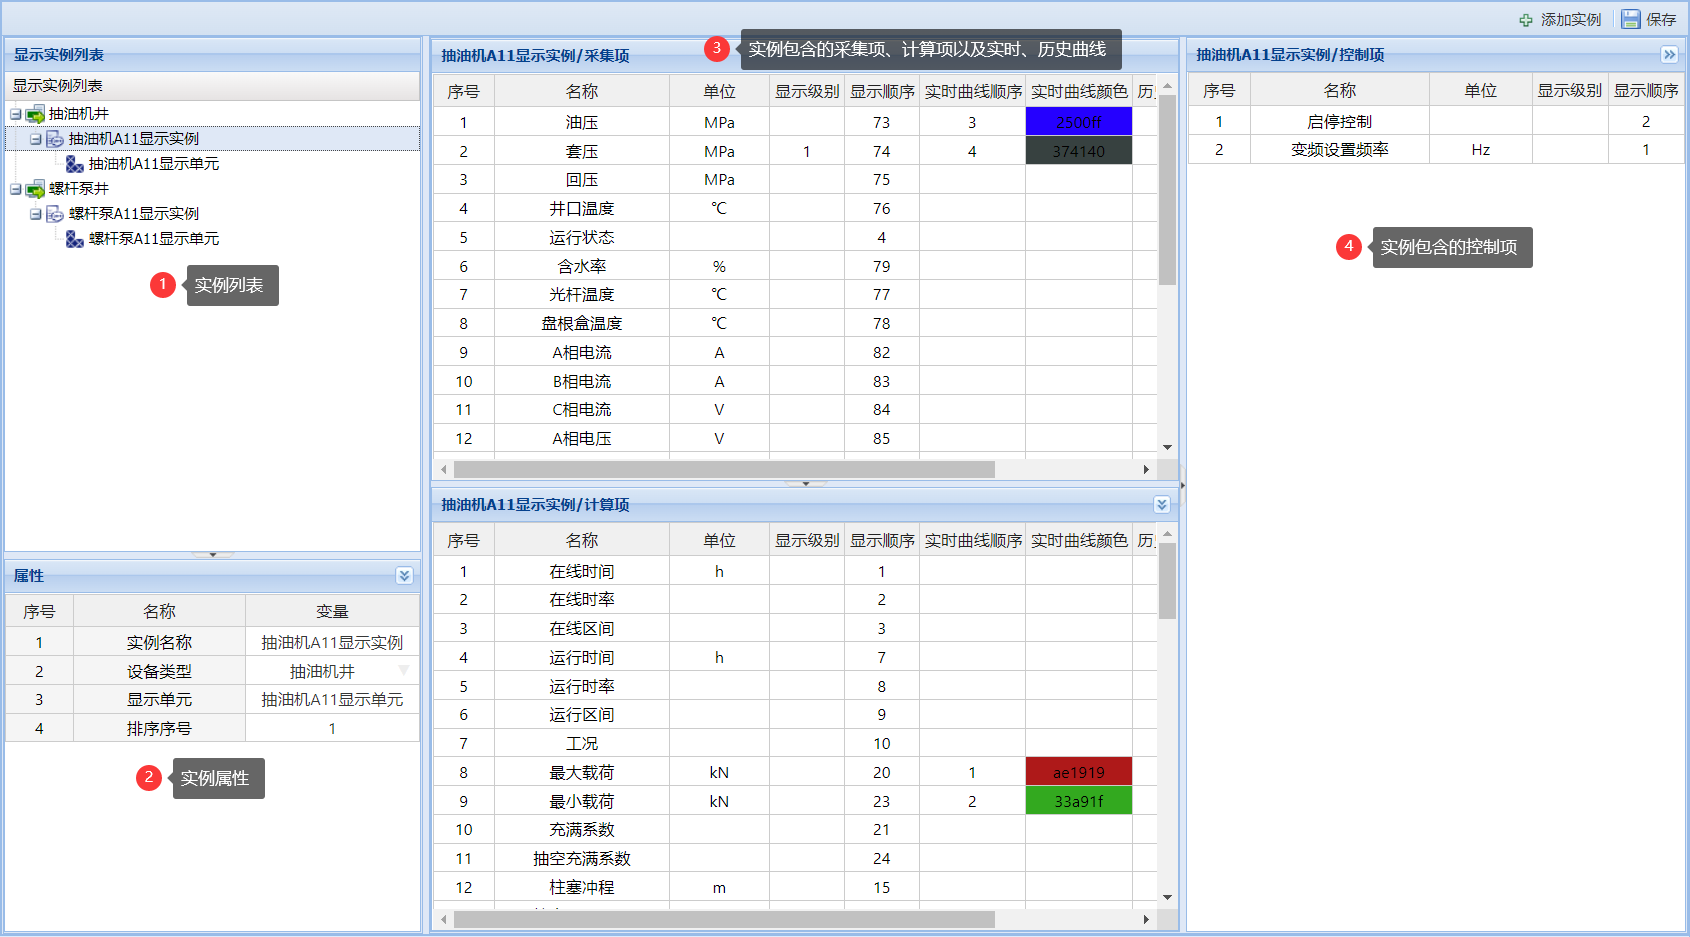 添加实例 保存
显示实例列表
显示实例列表
抽油机井
抽油机A11显示实例
抽油机A11显示单元
螺杆泵井
螺杆泵A11显示实例
螺杆泵A11显示单元
1 实例列表
属性
序号 名称 变量
1 实例名称 抽油机A11显示实例
2 设备类型 抽油机井
3 显示单元 抽油机A11显示单元
4 排序序号 1
2 实例属性
抽油机A11显示实例/采集项
3 实例包含的采集项、计算项以及实时、历史曲线
序号 名称 单位 显示级别 显示顺序 实时曲线顺序 实时曲线颜色 历
1 油压 MPa 73 3 2500ff
2 套压 MPa 1 74 4 374140
3 回压 MPa 75
4 井口温度 ℃ 76
5 运行状态 4
6 含水率 % 79
7 光杆温度 ℃ 77
8 盘根盒温度 ℃ 78
9 A相电流 A 82
10 B相电流 A 83
11 C相电流 V 84
12 A相电压 V 85
抽油机A11显示实例/计算项
序号 名称 单位 显示级别 显示顺序 实时曲线顺序 实时曲线颜色 历
1 在线时间 h 1
2 在线时率 2
3 在线区间 3
4 运行时间 h 7
5 运行时率 8
6 运行区间 9
7 工况 10
8 最大载荷 kN 20 1 ae1919
9 最小载荷 kN 23 2 33a91f
10 充满系数 21
11 抽空充满系数 24
12 柱塞冲程 m 15
抽油机A11显示实例/控制项
序号 名称 单位 显示级别 显示顺序
1 启停控制 2
2 变频设置频率 Hz 1
4 实例包含的控制项